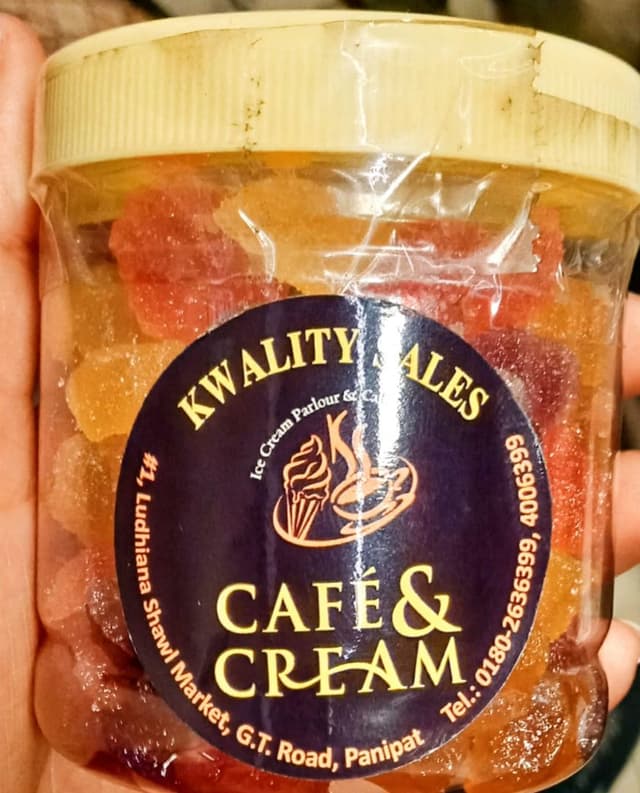 KWALITY SALES
Ice Cream Parlour & Café
CAFÉ &
CREAM
#1, Ludhiana Shawl Market, G.T. Road, Panipat
Tel.: 0180-2636399, 4006399